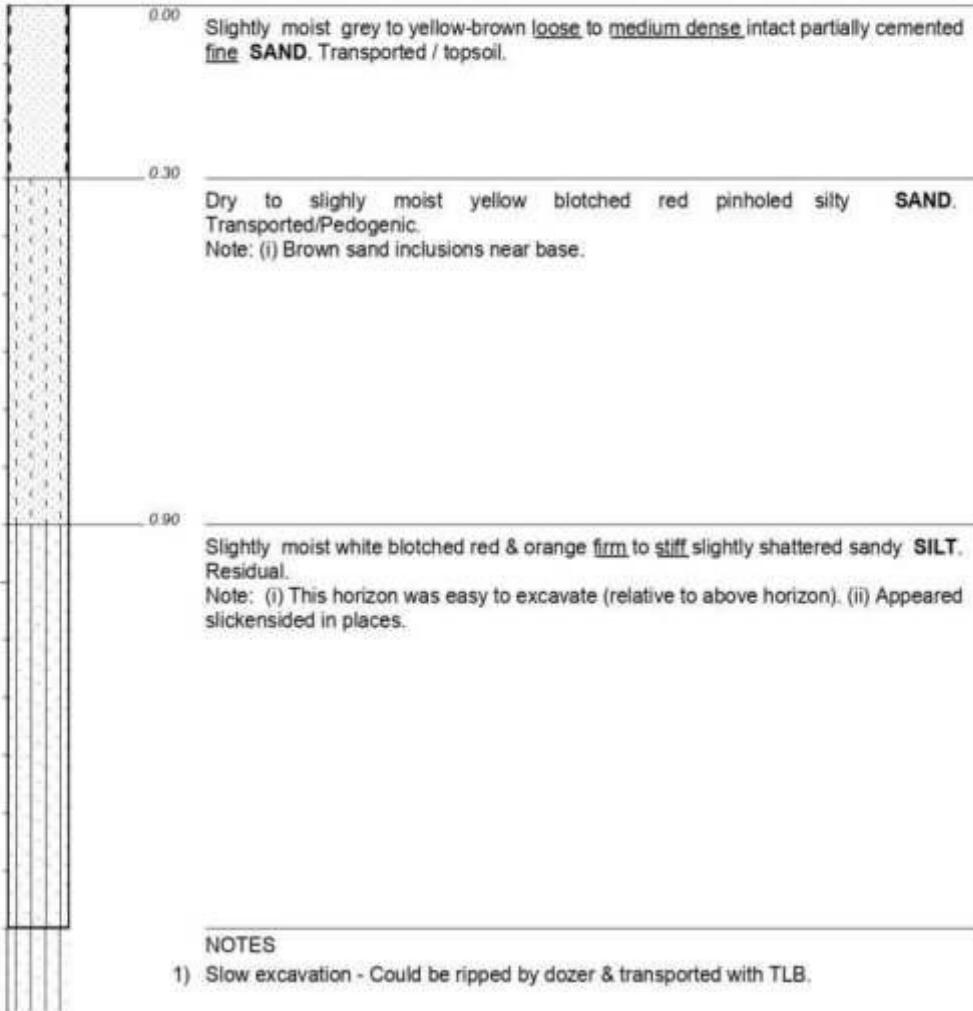 0.00
Slightly moist grey to yellow-brown loose to medium dense intact partially cemented
fine SAND. Transported / topsoil.
0.30
Dry to slighly moist yellow blotched red pinholed silty SAND.
Transported/Pedogenic.
Note: (i) Brown sand inclusions near base.
0.90
Slightly moist white blotched red & orange firm to stiff slightly shattered sandy SILT.
Residual.
Note: (i) This horizon was easy to excavate (relative to above horizon). (ii) Appeared
slickensided in places.
NOTES
1) Slow excavation - Could be ripped by dozer & transported with TLB.